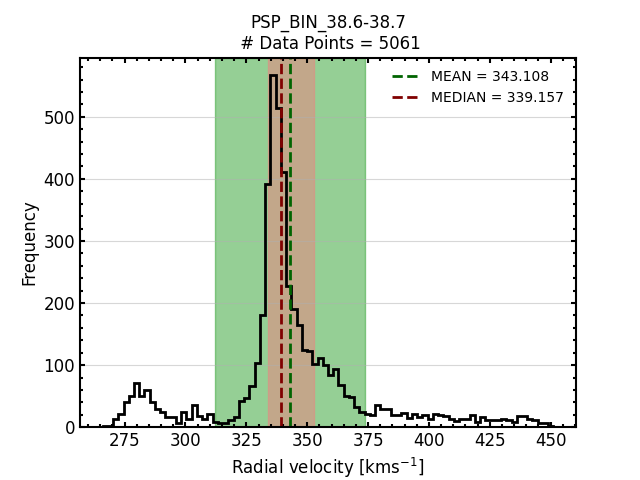 PSP_BIN_38.6-38.7
# Data Points = 5061
MEAN = 343.108
MEDIAN = 339.157
Frequency
500
400
300
200
100
0
275 300 325 350 375 400 425 450
Radial velocity [kms⁻¹]